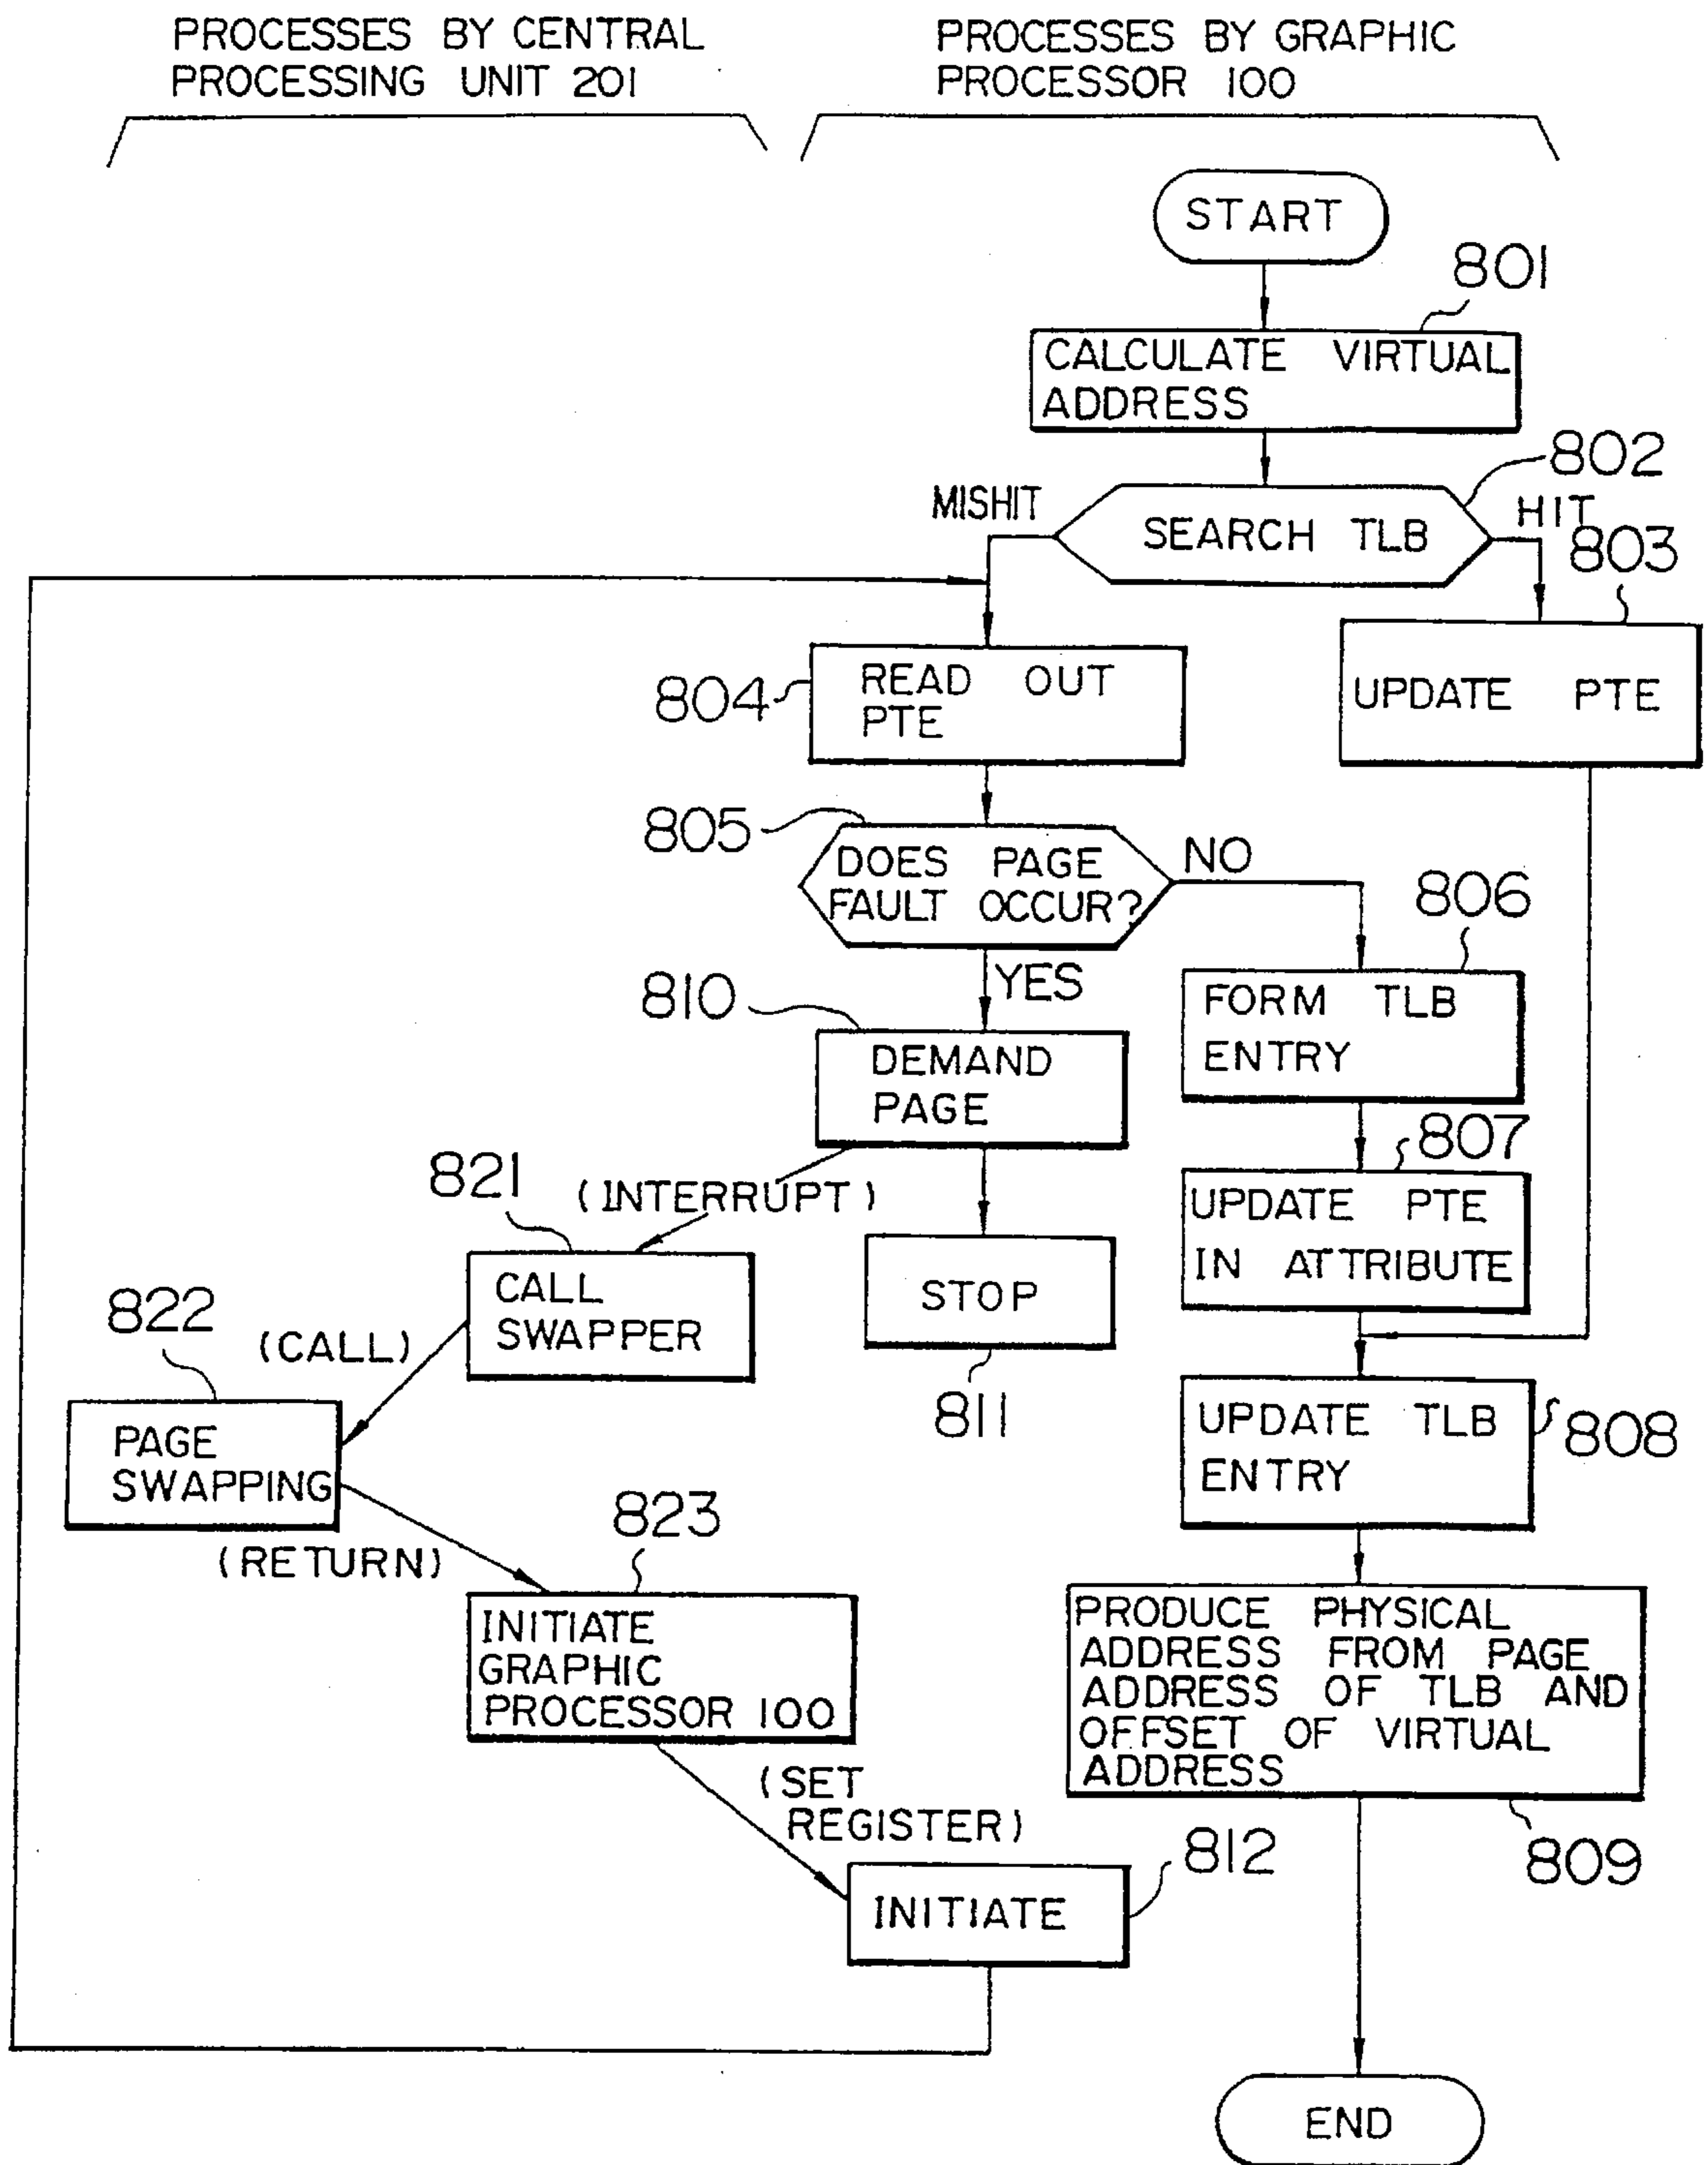 PROCESSES BY CENTRAL
PROCESSING UNIT 201
PROCESSES BY GRAPHIC
PROCESSOR 100
START
801
CALCULATE VIRTUAL
ADDRESS
802
MISHIT
SEARCH TLB
HIT
803
UPDATE PTE
804
READ OUT
PTE
805
DOES PAGE
FAULT OCCUR?
NO
806
YES
FORM TLB
ENTRY
810
DEMAND
PAGE
807
UPDATE PTE
IN ATTRIBUTE
821
(INTERRUPT)
CALL
SWAPPER
STOP
811
822
(CALL)
PAGE
SWAPPING
(RETURN)
808
UPDATE TLB
ENTRY
823
INITIATE
GRAPHIC
PROCESSOR 100
PRODUCE PHYSICAL
ADDRESS FROM PAGE
ADDRESS OF TLB AND
OFFSET OF VIRTUAL
ADDRESS
809
(SET
REGISTER)
812
INITIATE
END